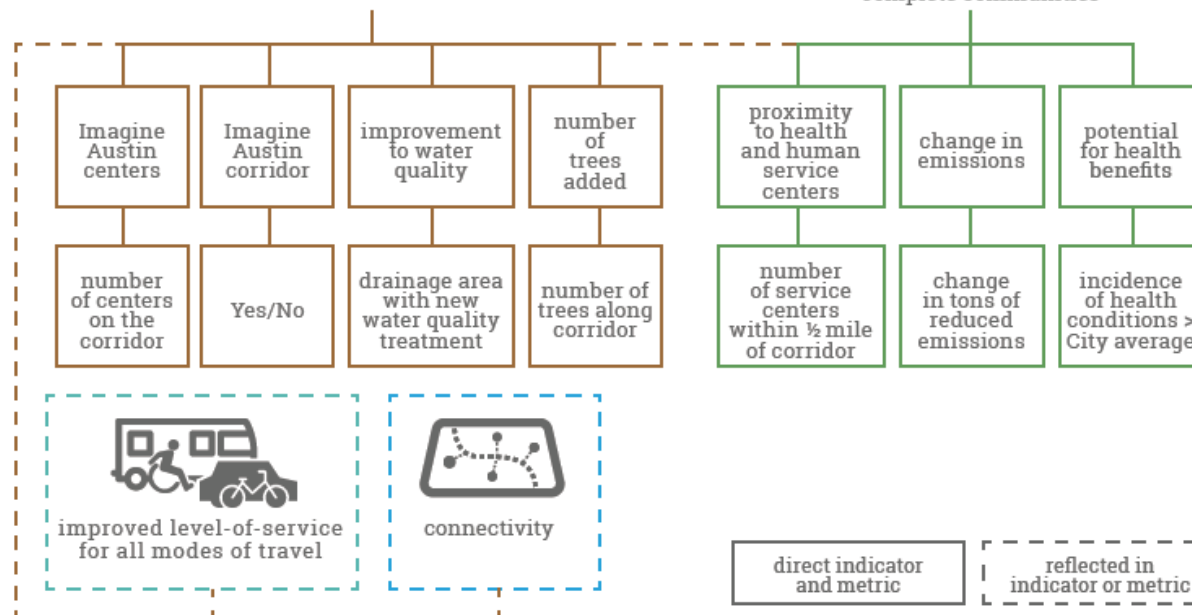 complete communities
Imagine
Austin
centers
Imagine
Austin
corridor
improvement
to water
quality
number
of
trees
added
proximity
to health
and human
service
centers
change in
emissions
potential
for health
benefits
number
of centers
on the
corridor
Yes/No
drainage area
with new
water quality
treatment
number of
trees along
corridor
number
of service
centers
within ½ mile
of corridor
change
in tons of
reduced
emissions
incidence
of health
conditions >
City average
improved level-of-service
for all modes of travel
connectivity
direct indicator
and metric
reflected in
indicator or metric